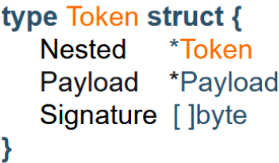 type Token struct {
Nested *Token
Payload *Payload
Signature [ ]byte
}